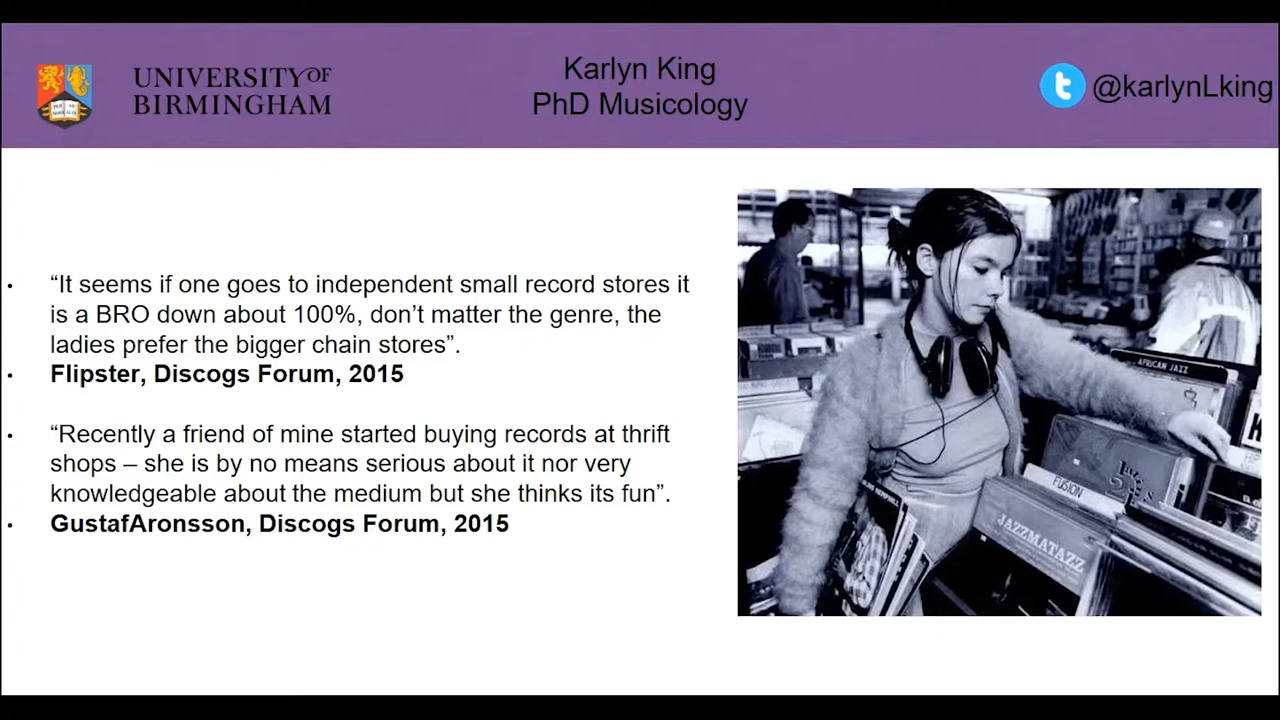 UNIVERSITY OF
BIRMINGHAM
Karlyn King
PhD Musicology
@karlynLking
• “It seems if one goes to independent small record stores it
is a BRO down about 100%, don’t matter the genre, the
ladies prefer the bigger chain stores”.
• Flipster, Discogs Forum, 2015
• “Recently a friend of mine started buying records at thrift
shops – she is by no means serious about it nor very
knowledgeable about the medium but she thinks its fun”.
• GustafAronsson, Discogs Forum, 2015
AFRICAN JAZZ
FUSION
JAZZMATAZZ